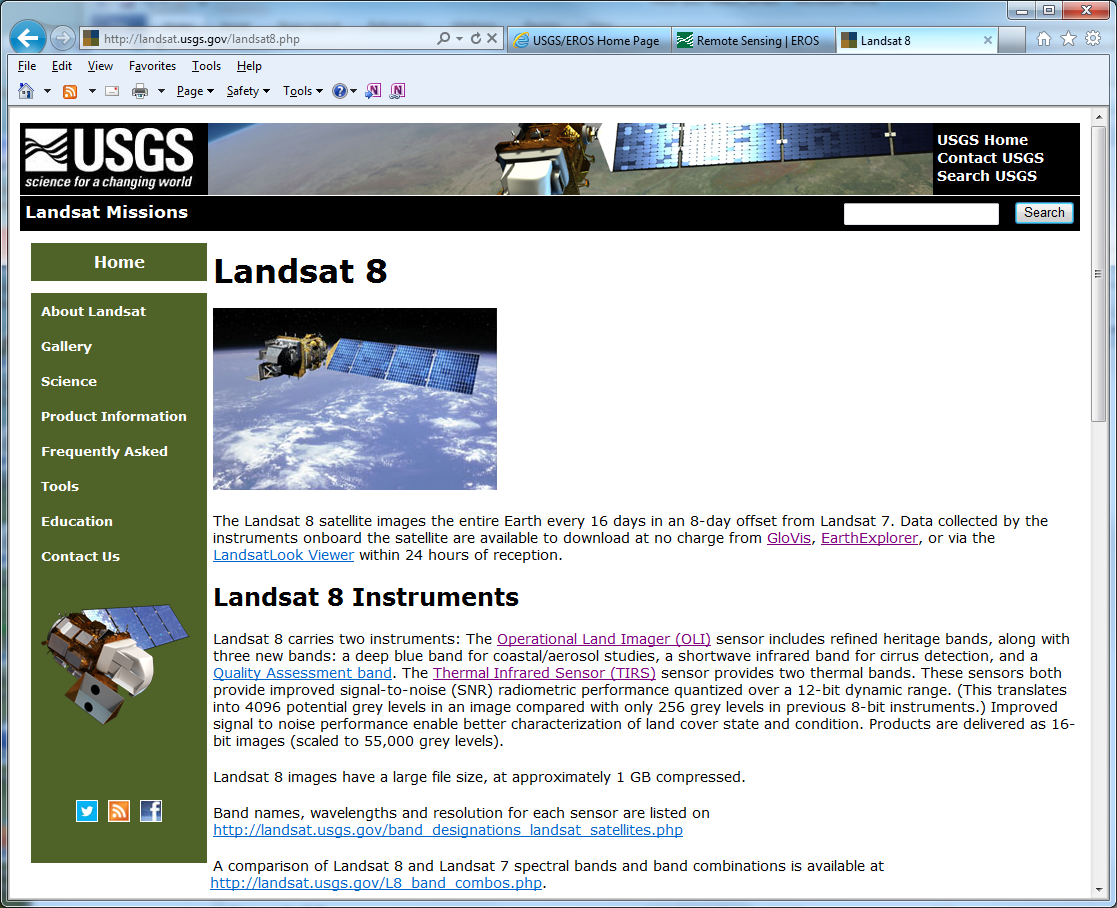 http://landsat.usgs.gov/landsat8.php
USGS/EROS Home Page
Remote Sensing | EROS
Landsat 8
File Edit View Favorites Tools Help
Page Safety Tools
USGS
science for a changing world
USGS Home
Contact USGS
Search USGS
Landsat Missions
Search
Home
About Landsat
Gallery
Science
Product Information
Frequently Asked
Tools
Education
Contact Us
Landsat 8
The Landsat 8 satellite images the entire Earth every 16 days in an 8-day offset from Landsat 7. Data collected by the
instruments onboard the satellite are available to download at no charge from GloVis, EarthExplorer, or via the
LandsatLook Viewer within 24 hours of reception.
Landsat 8 Instruments
Landsat 8 carries two instruments: The Operational Land Imager (OLI) sensor includes refined heritage bands, along with
three new bands: a deep blue band for coastal/aerosol studies, a shortwave infrared band for cirrus detection, and a
Quality Assessment band. The Thermal Infrared Sensor (TIRS) sensor provides two thermal bands. These sensors both
provide improved signal-to-noise (SNR) radiometric performance quantized over a 12-bit dynamic range. (This translates
into 4096 potential grey levels in an image compared with only 256 grey levels in previous 8-bit instruments.) Improved
signal to noise performance enable better characterization of land cover state and condition. Products are delivered as 16-
bit images (scaled to 55,000 grey levels).
Landsat 8 images have a large file size, at approximately 1 GB compressed.
Band names, wavelengths and resolution for each sensor are listed on
http://landsat.usgs.gov/band_designations_landsat_satellites.php
A comparison of Landsat 8 and Landsat 7 spectral bands and band combinations is available at
http://landsat.usgs.gov/L8_band_combos.php.